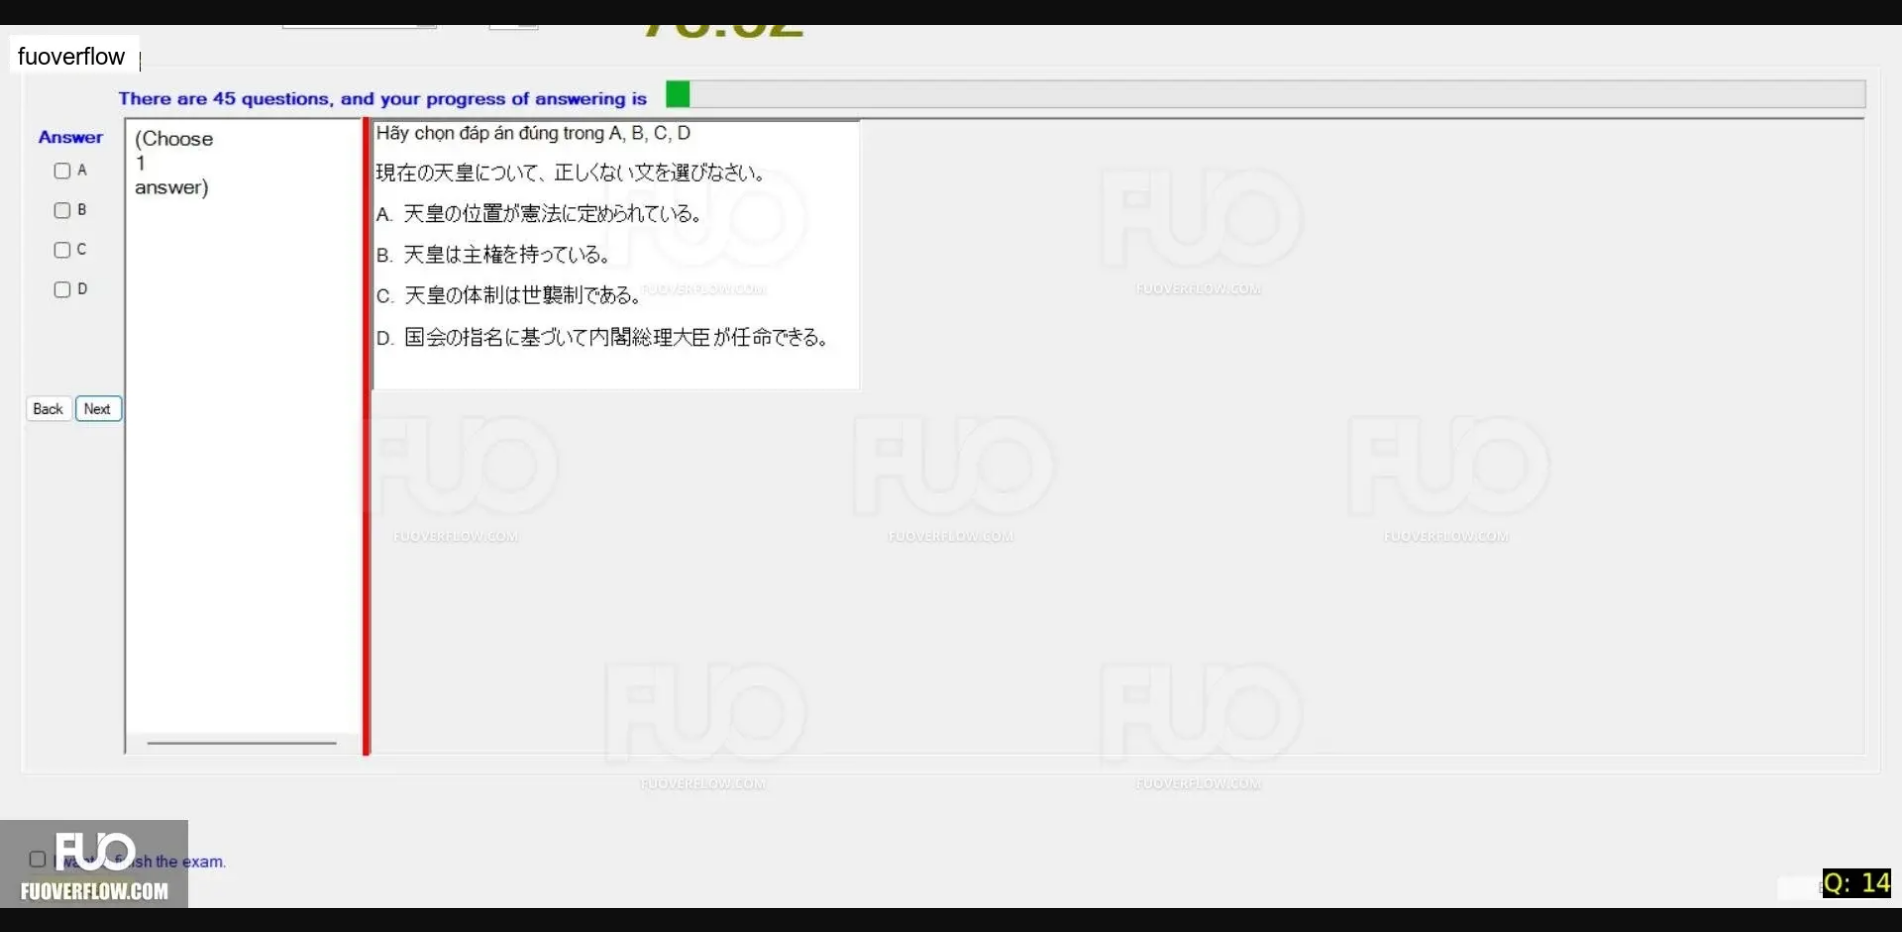 fuoverflow
There are 45 questions, and your progress of answering is
Answer
A
B
C
D
(Choose
1
answer)
Hãy chọn đáp án đúng trong A, B, C, D
現在の天皇について、正しくない文を選びなさい。
A. 天皇の位置が憲法に定められている。
B. 天皇は主権を持っている。
C. 天皇の体制は世襲制である。
D. 国会の指名に基づいて内閣総理大臣が任命できる。
Back Next
FUO
FUOVERFLOW.COM
FUO
FUOVERFLOW.COM
FUO
FUOVERFLOW.COM
FUO
FUOVERFLOW.COM
FUO
FUOVERFLOW.COM
FUO
FUOVERFLOW.COM
FUO
FUOVERFLOW.COM
FUO
the exam.
FUOVERFLOW.COM
Q: 14